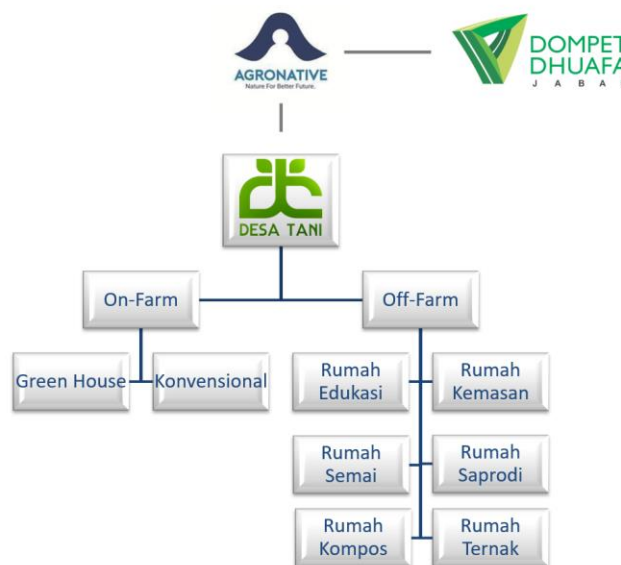 AGRONATIVE
Nature For Better Future.
DOMPET
DHUAFA
JABA
DESA TANI
On-Farm
Off-Farm
Green House
Konvensional
Rumah
Edukasi
Rumah
Kemasan
Rumah
Semai
Rumah
Saprodi
Rumah
Kompos
Rumah
Ternak